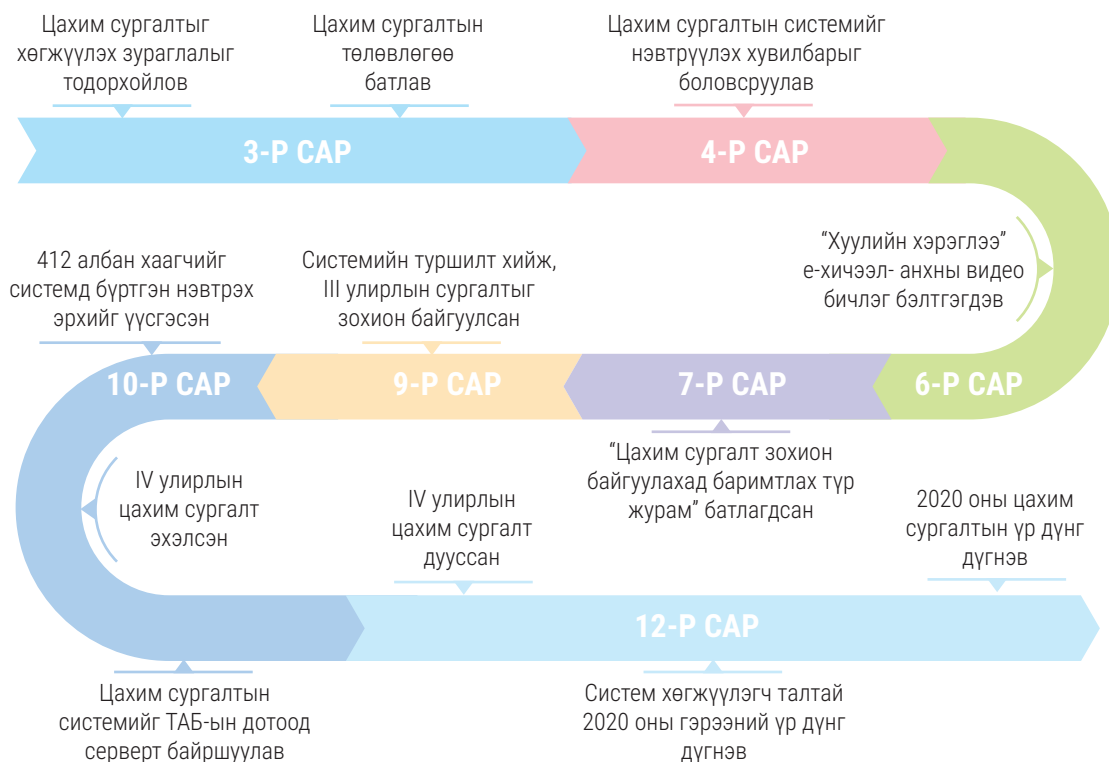 Цахим сургалтыг
хөгжүүлэх зураглалыг
тодорхойлов
Цахим сургалтын
төлөвлөгөө
батлав
Цахим сургалтын системийг
нэвтрүүлэх хувилбарыг
боловсруулав
3-Р САР
4-Р САР
“Хуулийн хэрэглээ”
е-хичээл- анхны видео
бичлэг бэлтгэгдэв
412 албан хаагчийг
системд бүртгэн нэвтрэх
эрхийг үүсгэсэн
Системийн туршилт хийж,
III улирлын сургалтыг
зохион байгуулсан
10-Р САР
9-Р САР
7-Р САР
6-Р САР
“Цахим сургалт зохион
байгуулахад баримтлах түр
журам” батлагдсан
IV улирлын
цахим сургалт
эхэлсэн
IV улирлын
цахим сургалт
дууссан
2020 оны цахим
сургалтын үр дүнг
дүгнэв
12-Р САР
Цахим сургалтын
системийг ТАБ-ын дотоод
серверт байршуулав
Систем хөгжүүлэгч талтай
2020 оны гэрээний үр дүнг
дүгнэв